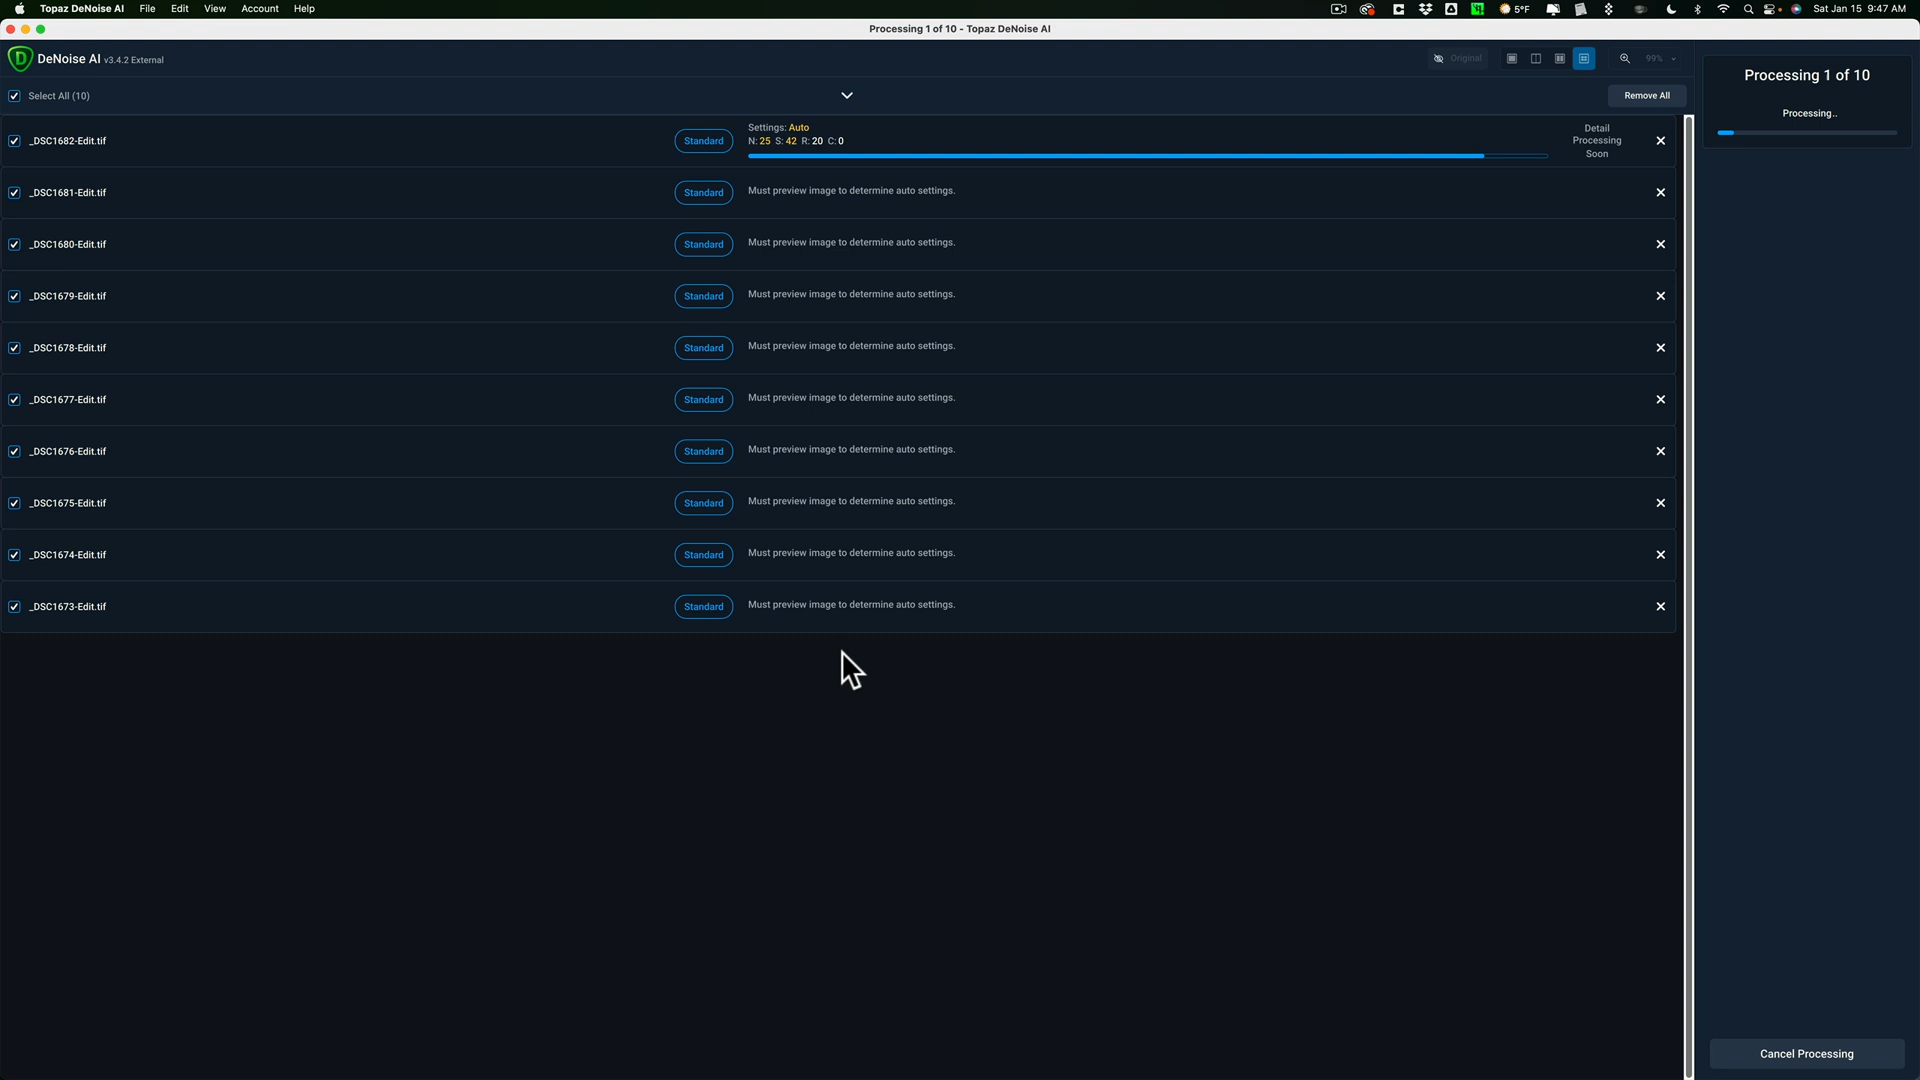 Topaz DeNoise AI File Edit View Account Help 5°F Sat Jan 15 9:47 AM
Processing 1 of 10 - Topaz DeNoise AI
DeNoise AI v3.4.2 External Original 99%
Processing 1 of 10
Processing..
Select All (10) Remove All
_DSC1682-Edit.tif Standard
Settings: Auto
N: 25 S: 42 R: 20 C: 0
Detail
Processing
Soon
_DSC1681-Edit.tif Standard Must preview image to determine auto settings.
_DSC1680-Edit.tif Standard Must preview image to determine auto settings.
_DSC1679-Edit.tif Standard Must preview image to determine auto settings.
_DSC1678-Edit.tif Standard Must preview image to determine auto settings.
_DSC1677-Edit.tif Standard Must preview image to determine auto settings.
_DSC1676-Edit.tif Standard Must preview image to determine auto settings.
_DSC1675-Edit.tif Standard Must preview image to determine auto settings.
_DSC1674-Edit.tif Standard Must preview image to determine auto settings.
_DSC1673-Edit.tif Standard Must preview image to determine auto settings.
Cancel Processing